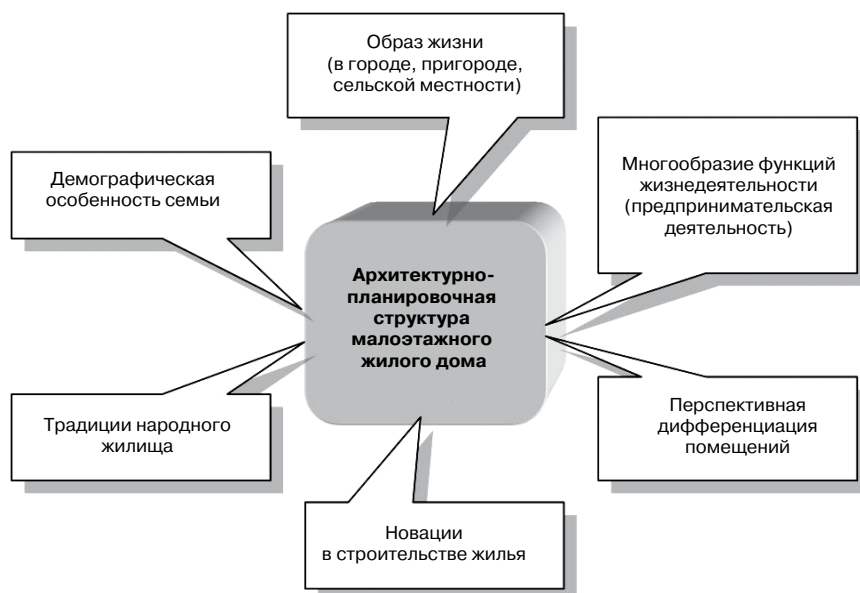 Образ жизни
(в городе, пригороде,
сельской местности)
Демографическая
особенность семьи
Многообразие функций
жизнедеятельности
(предпринимательская
деятельность)
Архитектурно-
планировочная
структура
малоэтажного
жилого дома
Традиции народного
жилища
Перспективная
дифференциация
помещений
Новации
в строительстве жилья